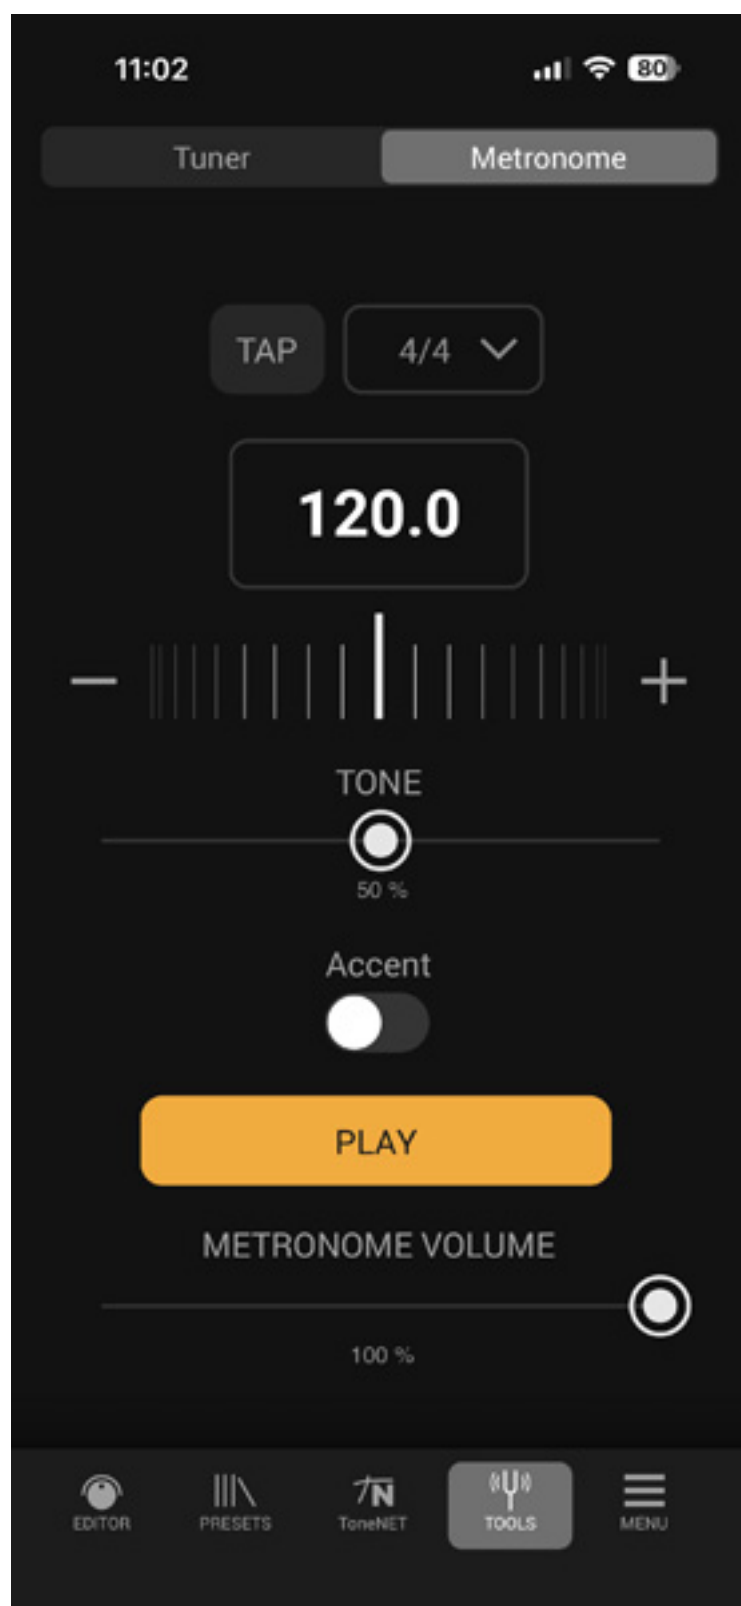 11:02 80
Tuner Metronome
TAP 4/4
120.0
TONE
50 %
Accent
PLAY
METRONOME VOLUME
100 %
EDITOR PRESETS ToneNET TOOLS MENU